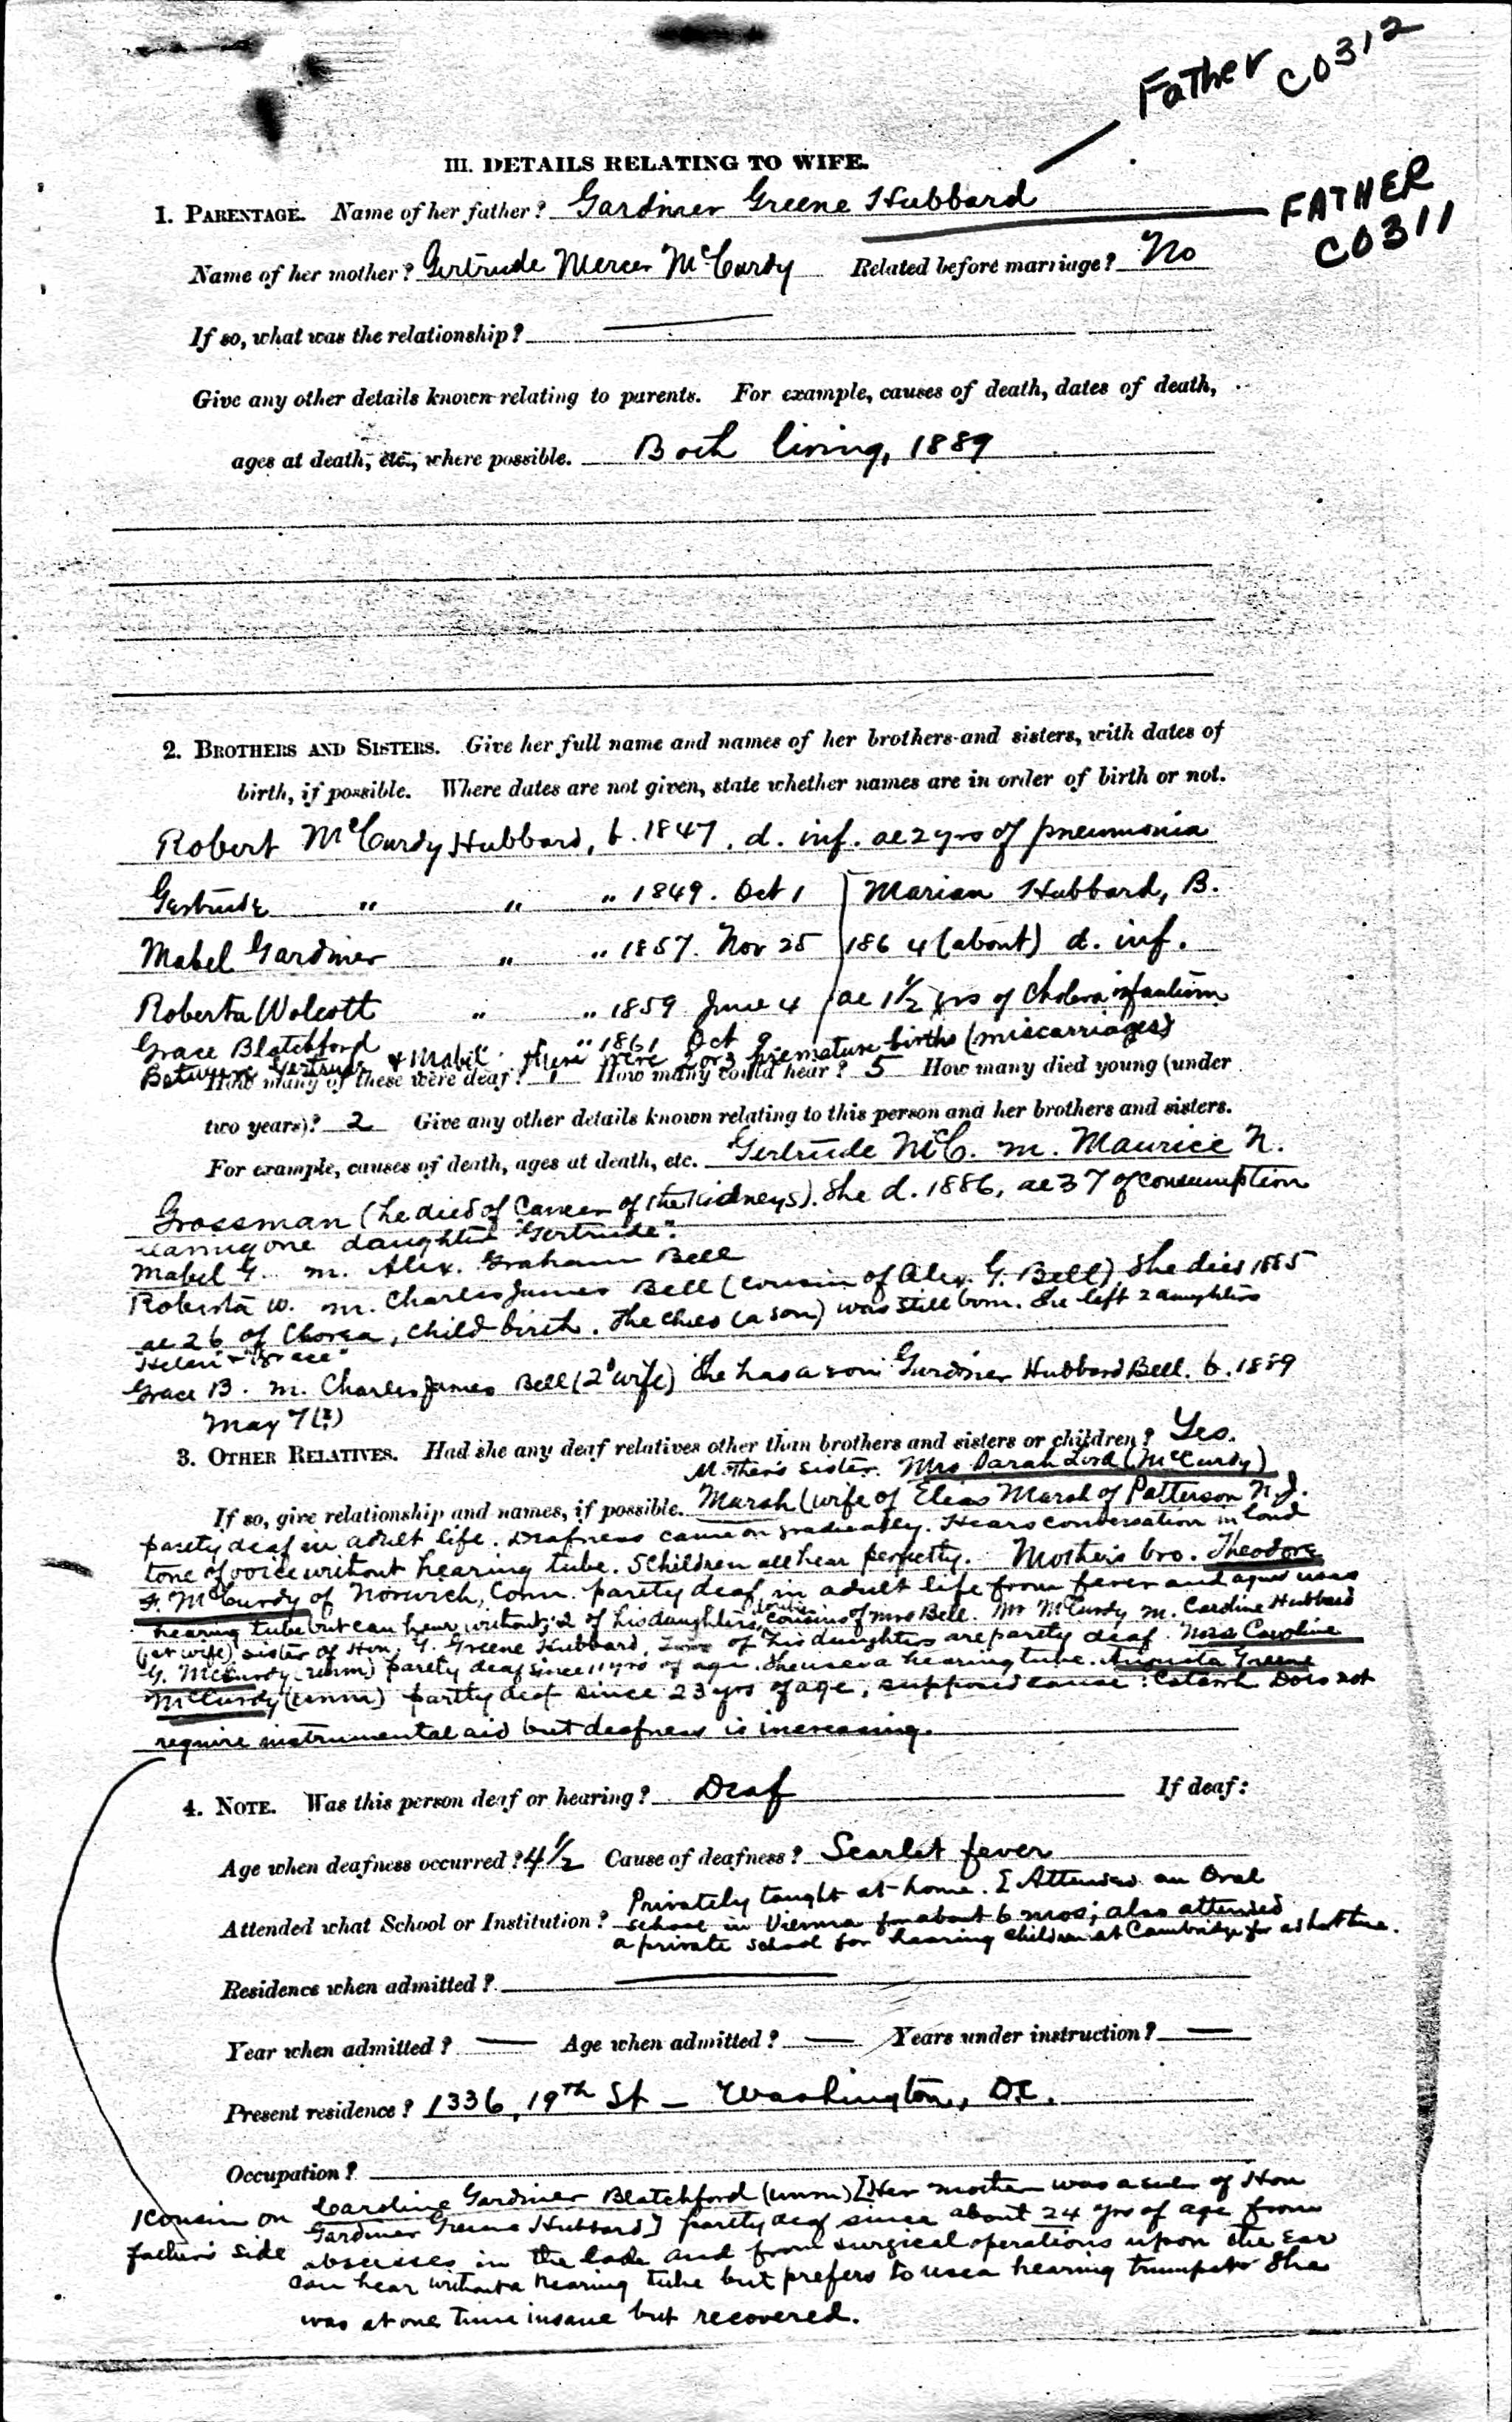 Father C0312
III. DETAILS RELATING TO WIFE.
1. PARENTAGE. Name of her father? Gardiner Greene Hubbard
FATHER
C0311
Name of her mother? Gertrude Mercer McCurdy Related before marriage? No
If so, what was the relationship? —
Give any other details known relating to parents. For example, causes of death, dates of death,
ages at death, etc., where possible. Both living, 1889
2. BROTHERS AND SISTERS. Give her full name and names of her brothers and sisters, with dates of
birth, if possible. Where dates are not given, state whether names are in order of birth or not.
Robert McCurdy Hubbard, b. 1847. d. inf. ae 2 yrs of pneumonia
Gertrude " " " 1849. Oct 1 Marian Hubbard, B.
Mabel Gardiner " " 1857. Nov 25 1864 (about) d. inf.
Roberta Wolcott " " 1859 June 4 ae 1½ yrs of Cholera infantum
Grace Blatchford " 1861 Oct 9
Between Gertrude & Mabel there were 2 or 3 premature births (miscarriages)
How many of these were deaf? 1 How many could hear? 5 How many died young (under
two years)? 2 Give any other details known relating to this person and her brothers and sisters.
For example, causes of death, ages at death, etc. Gertrude McC. m. Maurice N.
Grossman (he died of Cancer of the Kidneys). She d. 1886, ae 37 of consumption
leaving one daughter "Gertrude".
Mabel G. m. Alex. Graham Bell
Roberta W. m. Charles James Bell (cousin of Alex. G. Bell) She died 1885
ae 26 of Chorea, child-birth. The child (a son) was still born. She left 2 daughters
"Helen" & "Grace"
Grace B. m. Charles James Bell (2d wife) She has a son Gardiner Hubbard Bell. b. 1889
May 7 (?)
3. OTHER RELATIVES. Had she any deaf relatives other than brothers and sisters or children? Yes.
Mother's sister. Mrs Sarah Lord (McCurdy)
If so, give relationship and names, if possible. Marsh (wife of Elias Marsh of Patterson N.J.
partly deaf in adult life. Deafness came on gradually. Hears conversation in loud
tone of voice without hearing tube. 5 children all hear perfectly. Mother's bro. Theodore
F. McCurdy of Norwich, Conn. partly deaf in adult life from fever and ague uses
hearing tube but can hear without; 2 of his daughters, double cousins of Mrs Bell. Mr McCurdy m. Caroline Hubbard
(1st wife) sister of Hon. G. Greene Hubbard, of his daughters are partly deaf. Miss Caroline
G. McCurdy (unm) partly deaf since 11 yrs of age. She uses a hearing tube. Augusta Greene
McCurdy (unm) partly deaf since 23 yrs of age, supposed cause: Catarrh Does not
require instrumental aid but deafness is increasing.
4. NOTE. Was this person deaf or hearing? Deaf If deaf:
Age when deafness occurred? 4½ Cause of deafness? Scarlet fever
Privately taught at home. Attended an Oral
Attended what School or Institution? school in Vienna for about 6 mos; also attended
a private school for hearing children at Cambridge for a short time.
Residence when admitted? —
Year when admitted? — Age when admitted? — Years under instruction? —
Present residence? 1336, 19th St — Washington, D.C.
Occupation?
Cousin on Caroline Gardiner Blatchford (unm) [Her mother was a sister of Hon
father's side Gardiner Greene Hubbard] partly deaf since about 24 yrs of age from
abscesses in the and from surgical operations upon the ear
Can hear without a hearing tube but prefers to use a hearing trumpet She
was at one time insane but recovered.